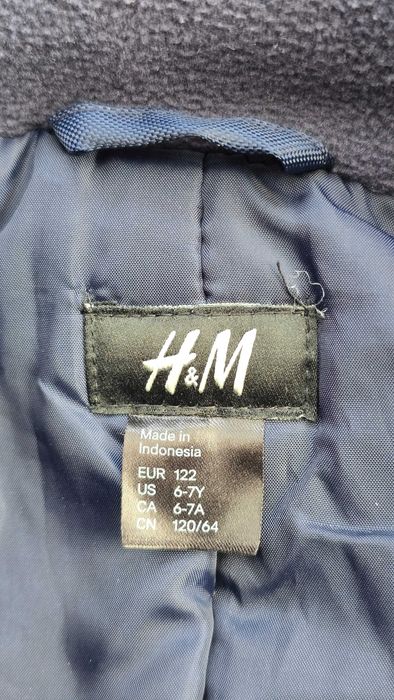 H&M
Made in
Indonesia
EUR 122
US 6-7Y
CA 6-7A
CN 120/64